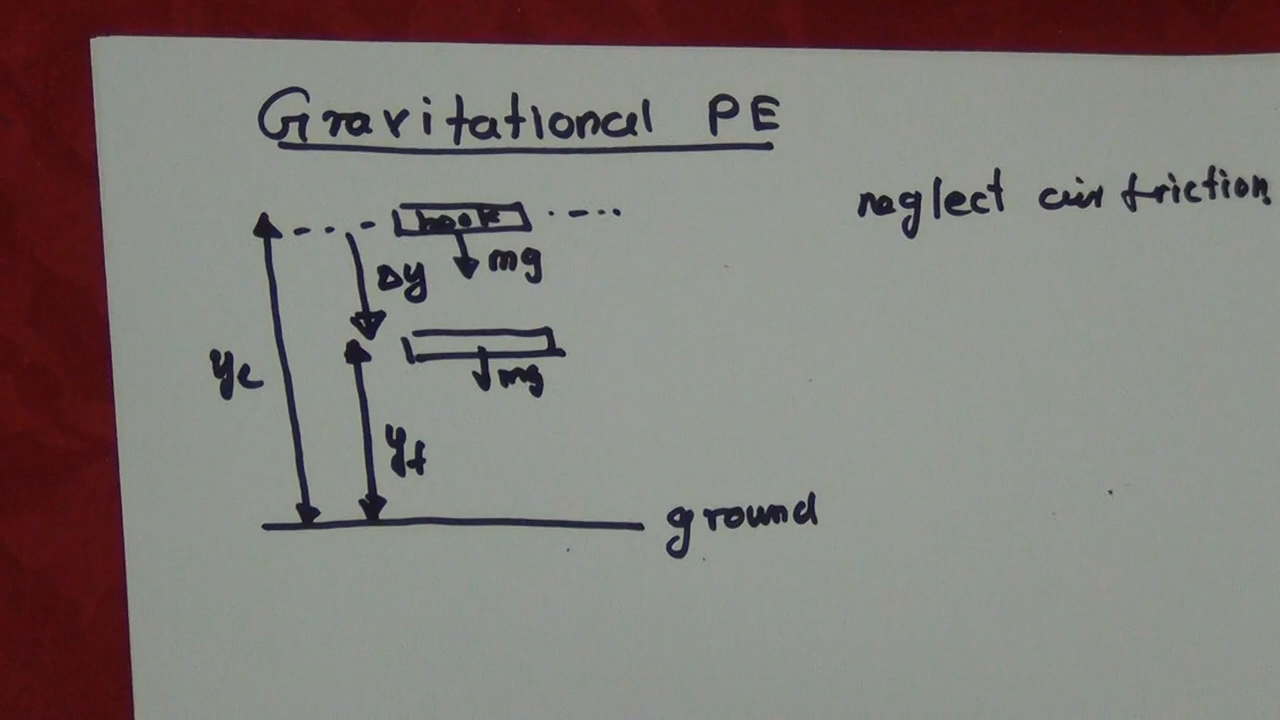 Gravitational PE
neglect air friction
book
mg
Δy
mg
yi
yf
ground